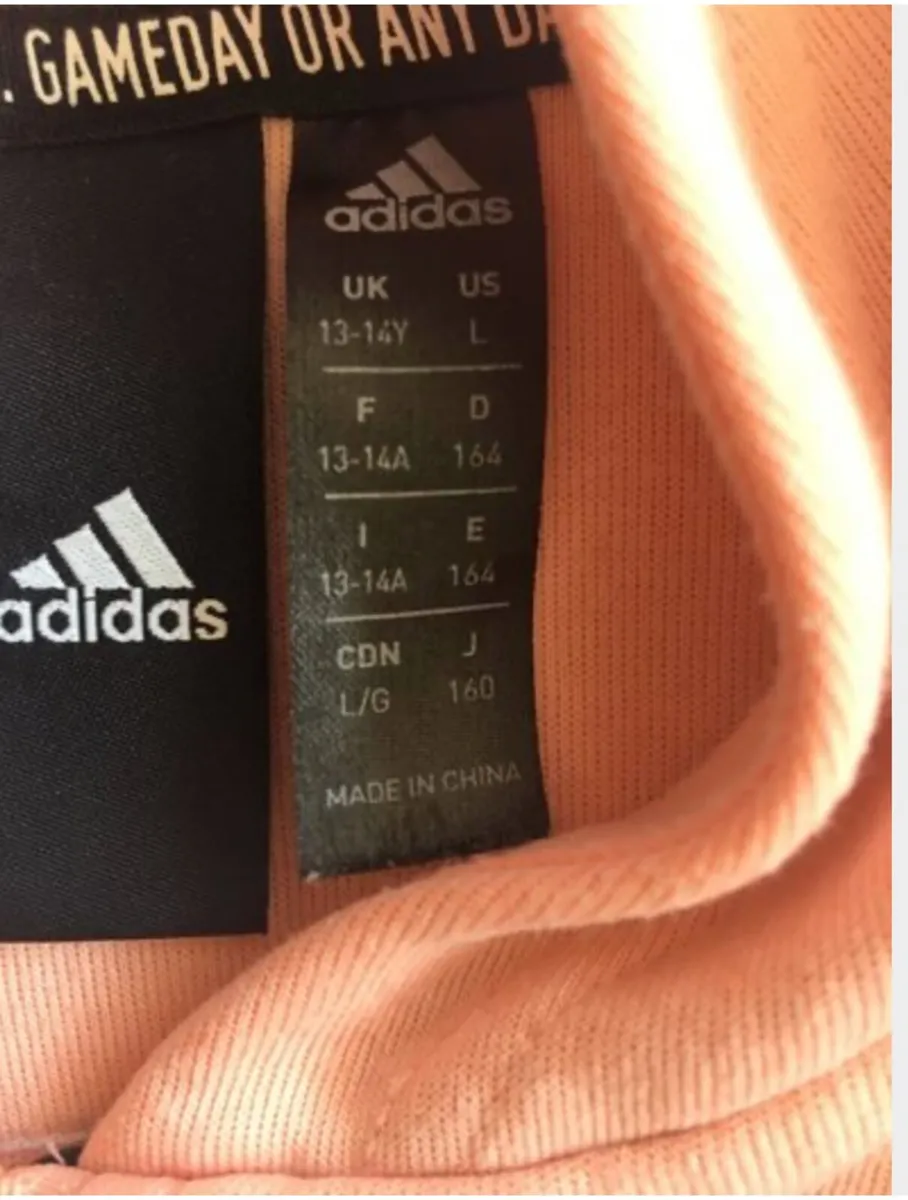 . GAMEDAY OR ANY DA
adidas
UK US
13-14Y L
F D
13-14A 164
I E
13-14A 164
CDN J
L/G 160
MADE IN CHINA
adidas